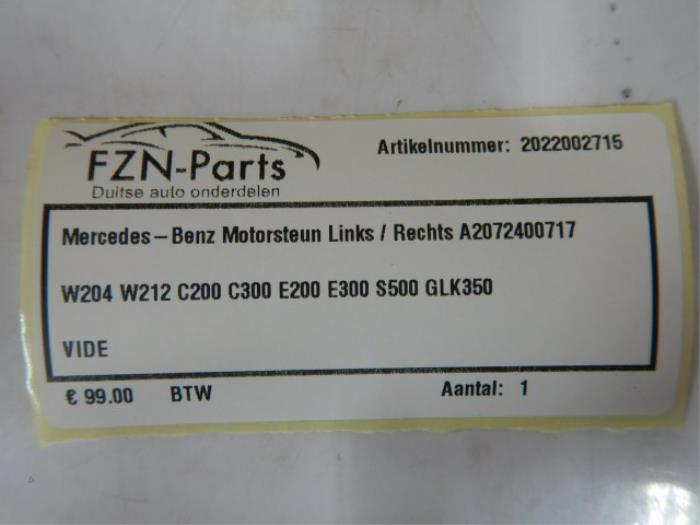 FZN-Parts
Duitse auto onderdelen
Artikelnummer: 2022002715
Mercedes-Benz Motorsteun Links / Rechts A2072400717
W204 W212 C200 C300 E200 E300 S500 GLK350
VIDE
€ 99.00 BTW Aantal: 1